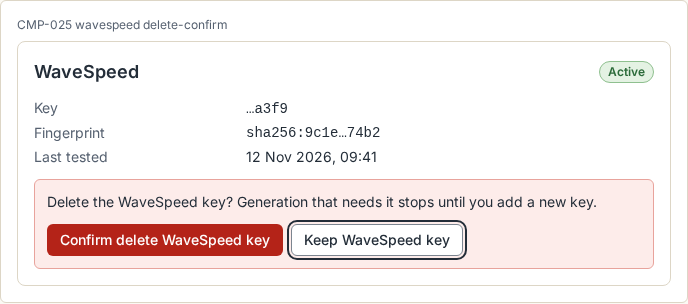 CMP-025 wavespeed delete-confirm
WaveSpeed
Active
Key …a3f9
Fingerprint sha256:9c1e…74b2
Last tested 12 Nov 2026, 09:41
Delete the WaveSpeed key? Generation that needs it stops until you add a new key.
Confirm delete WaveSpeed key
Keep WaveSpeed key